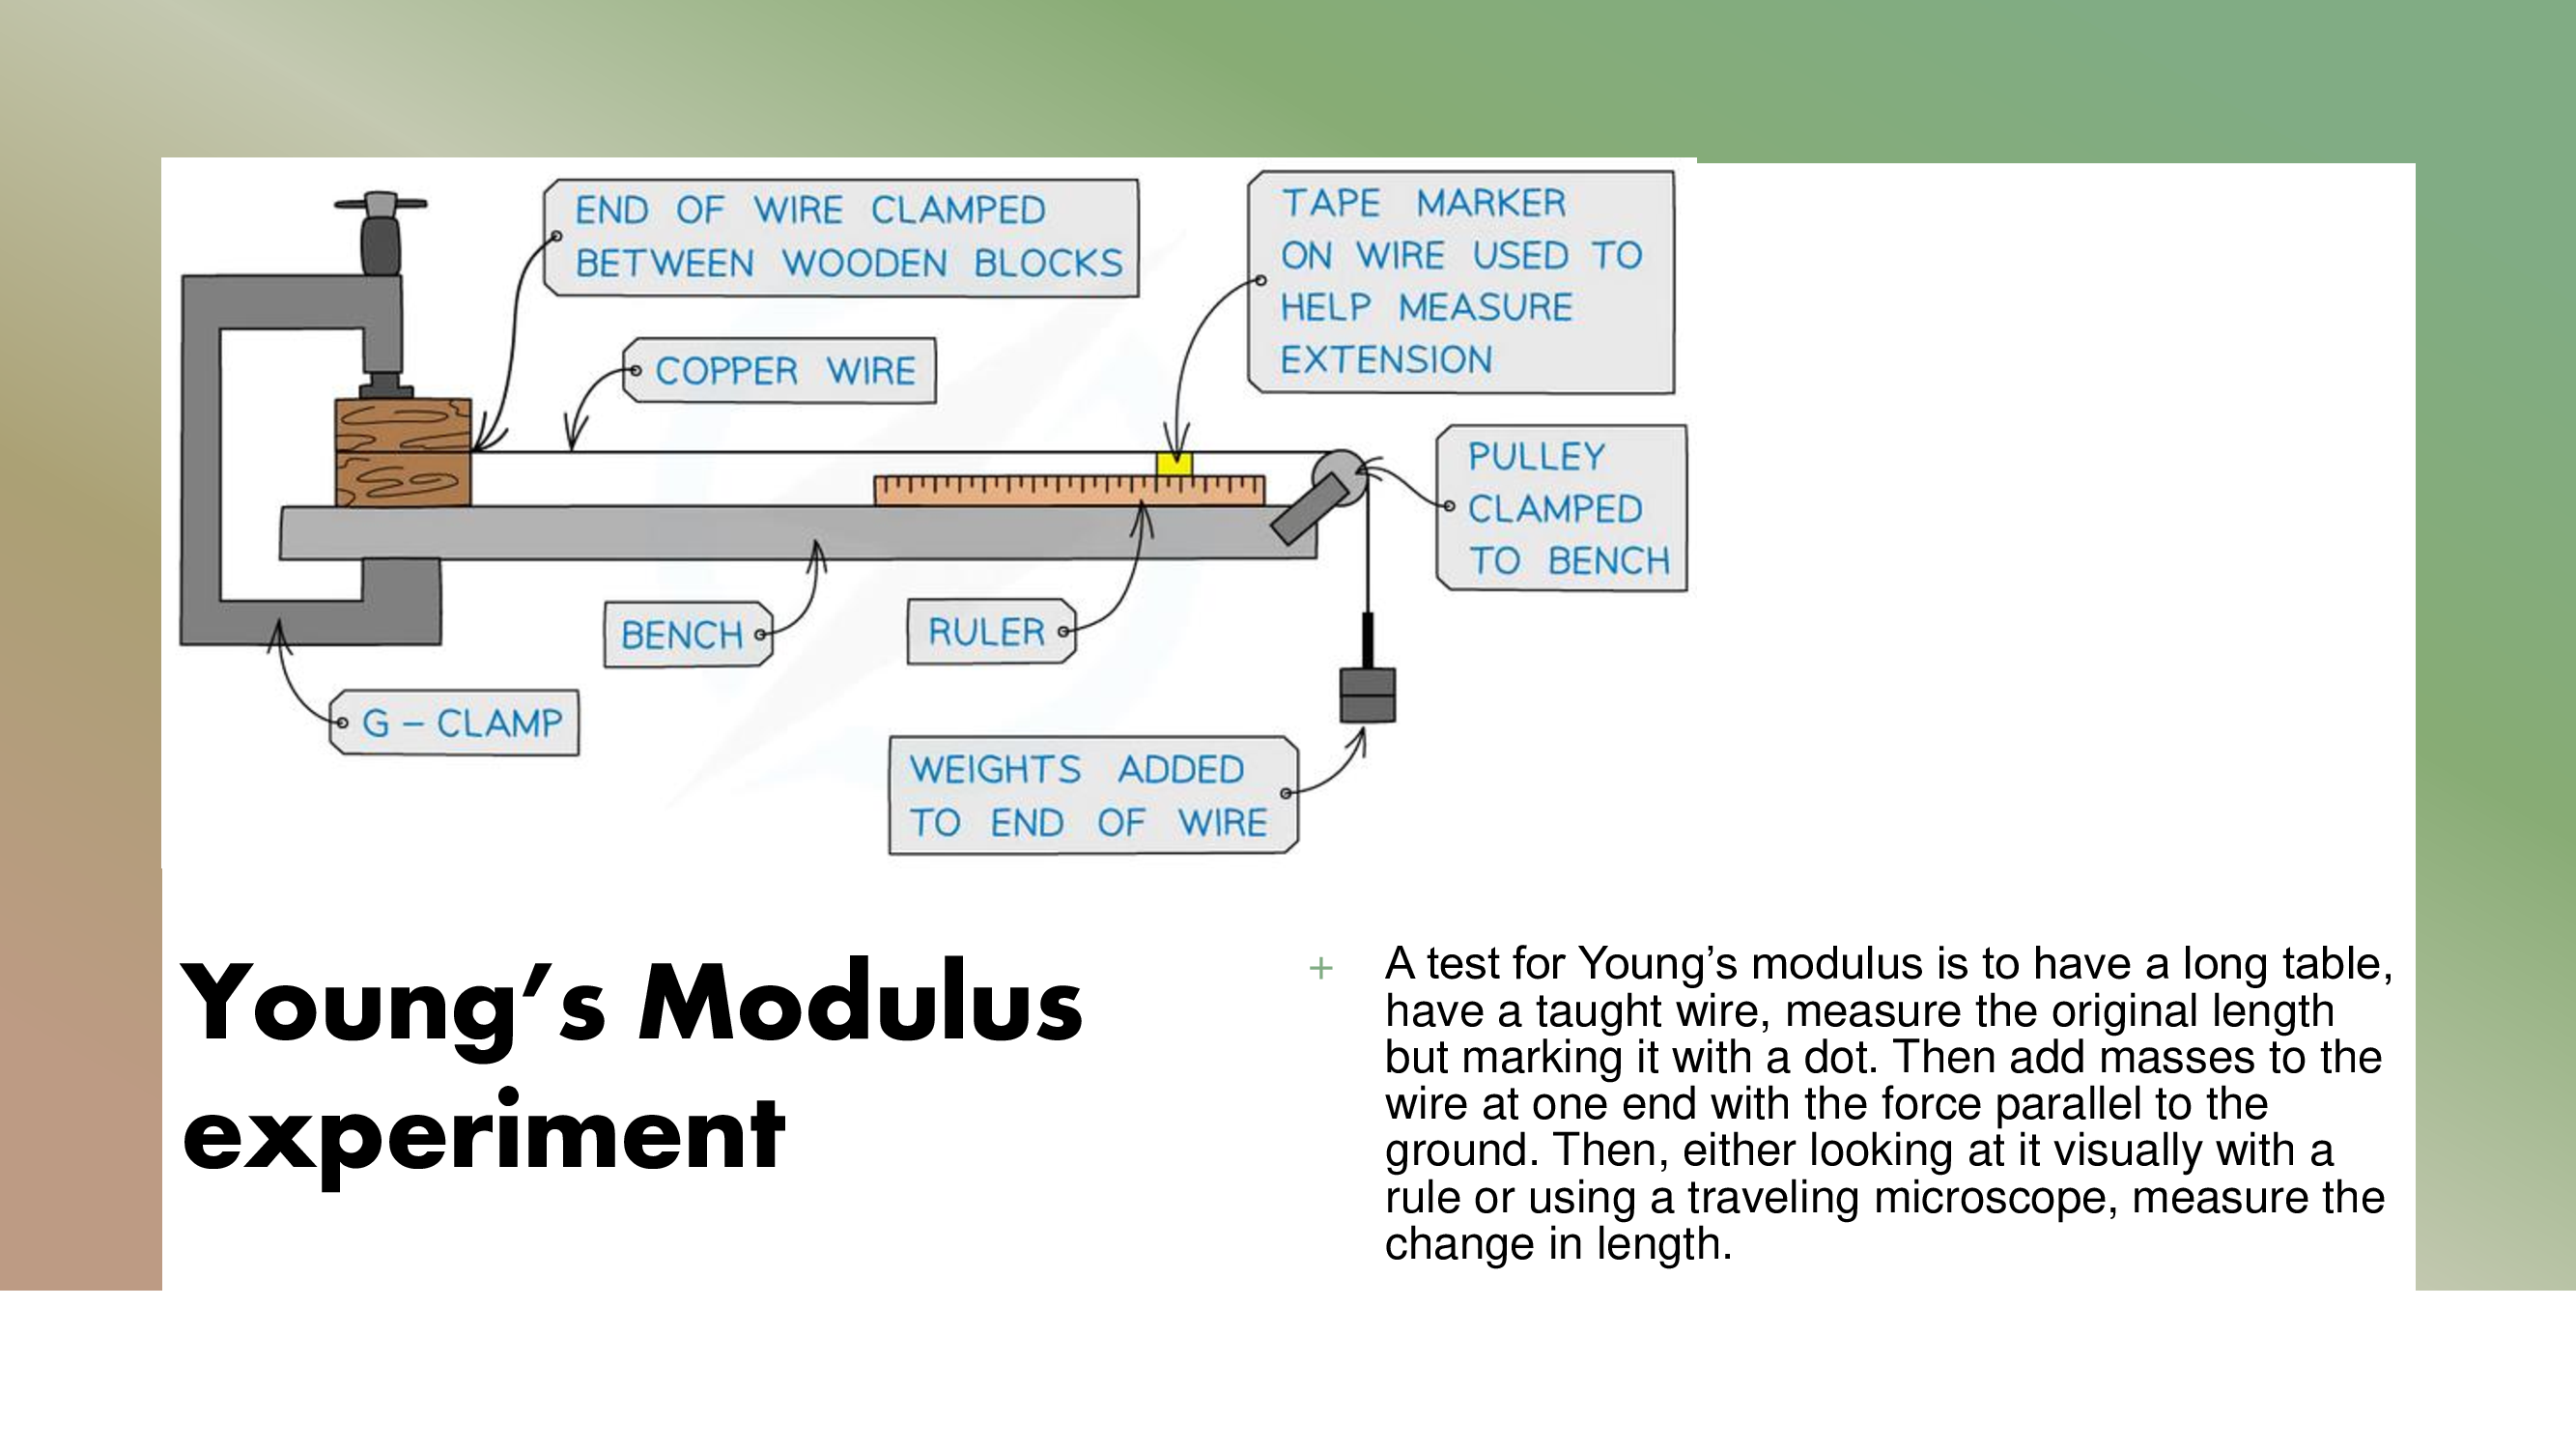 END OF WIRE CLAMPED
BETWEEN WOODEN BLOCKS
TAPE MARKER
ON WIRE USED TO
HELP MEASURE
EXTENSION
COPPER WIRE
PULLEY
CLAMPED
TO BENCH
BENCH
RULER
G – CLAMP
WEIGHTS ADDED
TO END OF WIRE
Young’s Modulus
experiment
+ A test for Young’s modulus is to have a long table,
have a taught wire, measure the original length
but marking it with a dot. Then add masses to the
wire at one end with the force parallel to the
ground. Then, either looking at it visually with a
rule or using a traveling microscope, measure the
change in length.